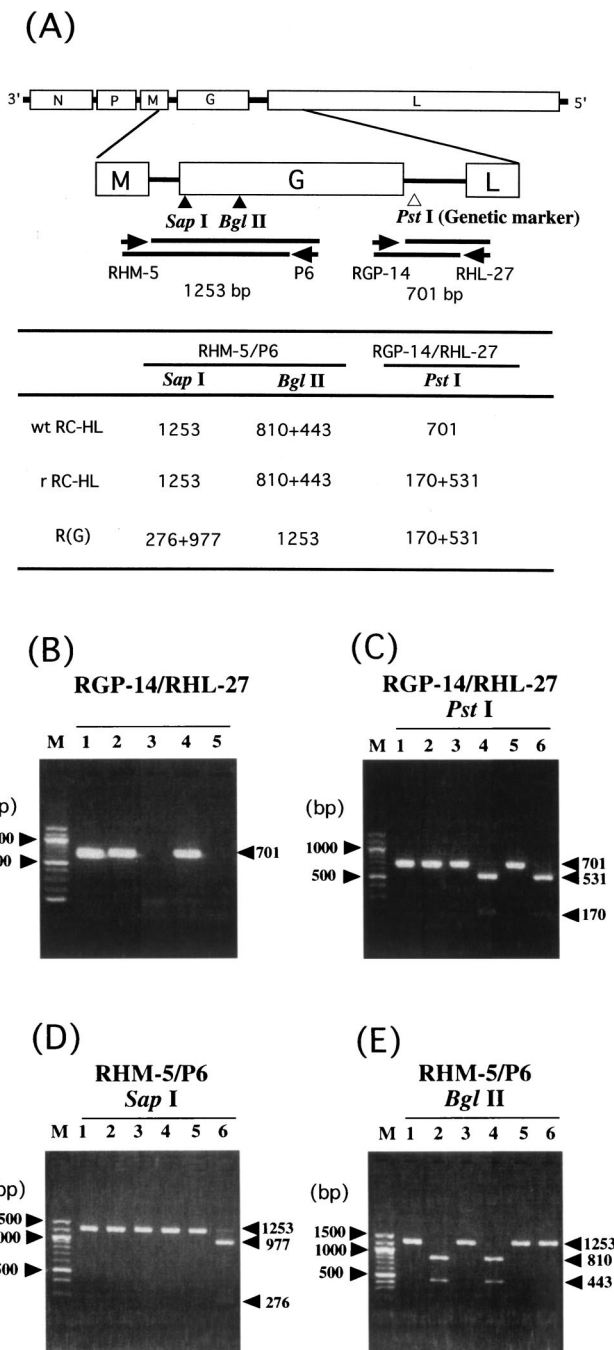 (A)
3' N P M G L 5'
M G L
Sap I Bgl II Pst I (Genetic marker)
RHM-5 P6 RGP-14 RHL-27
1253 bp 701 bp
RHM-5/P6 RGP-14/RHL-27
Sap I Bgl II Pst I
wt RC-HL 1253 810+443 701
r RC-HL 1253 810+443 170+531
R(G) 276+977 1253 170+531
(B) (C)
RGP-14/RHL-27
M 1 2 3 4 5
701
RGP-14/RHL-27
Pst I
M 1 2 3 4 5 6
(bp)
1000
500
701
531
170
(D) (E)
RHM-5/P6
Sap I
M 1 2 3 4 5 6
1253
977
276
RHM-5/P6
Bgl II
M 1 2 3 4 5 6
(bp)
1500
1000
500
1253
810
443